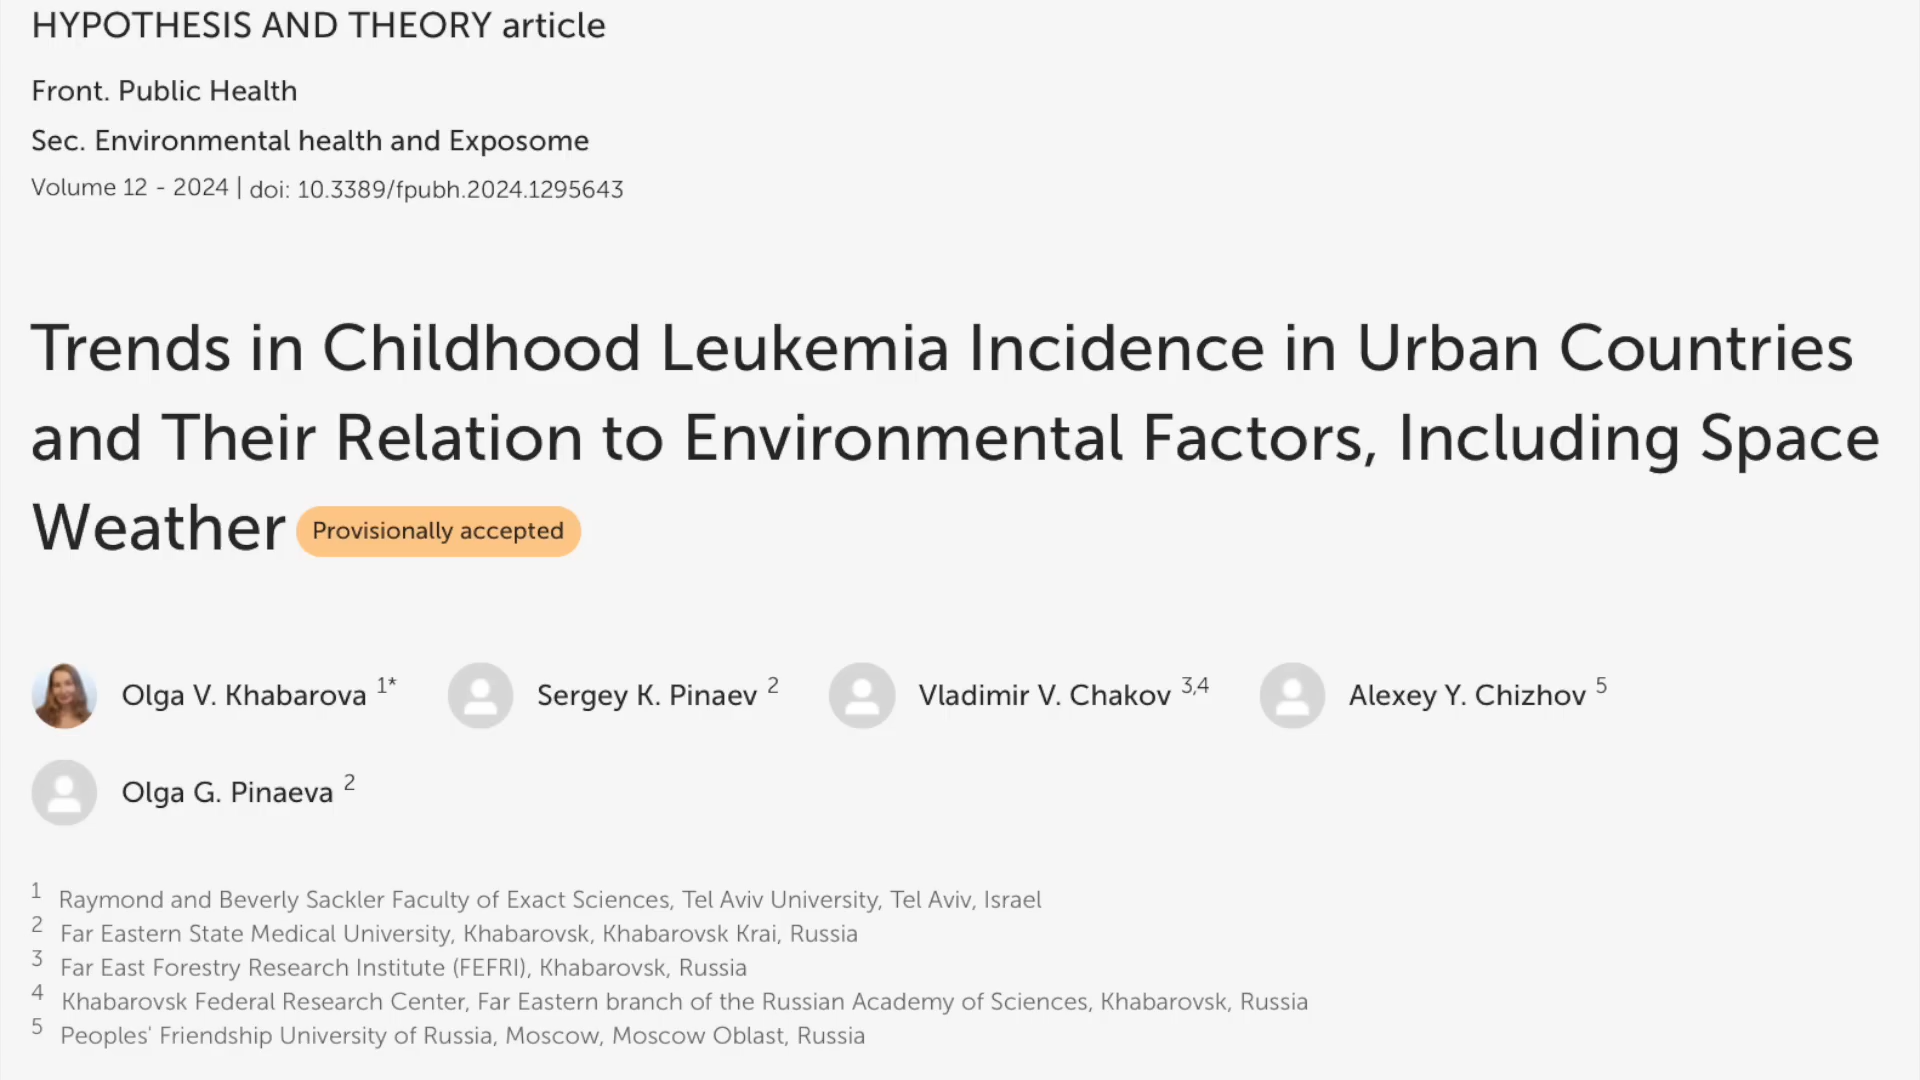 HYPOTHESIS AND THEORY article
Front. Public Health
Sec. Environmental health and Exposome
Volume 12 - 2024 | doi: 10.3389/fpubh.2024.1295643
Trends in Childhood Leukemia Incidence in Urban Countries
and Their Relation to Environmental Factors, Including Space
Weather Provisionally accepted
Olga V. Khabarova 1* Sergey K. Pinaev 2 Vladimir V. Chakov 3,4 Alexey Y. Chizhov 5
Olga G. Pinaeva 2
1 Raymond and Beverly Sackler Faculty of Exact Sciences, Tel Aviv University, Tel Aviv, Israel
2 Far Eastern State Medical University, Khabarovsk, Khabarovsk Krai, Russia
3 Far East Forestry Research Institute (FEFRI), Khabarovsk, Russia
4 Khabarovsk Federal Research Center, Far Eastern branch of the Russian Academy of Sciences, Khabarovsk, Russia
5 Peoples' Friendship University of Russia, Moscow, Moscow Oblast, Russia